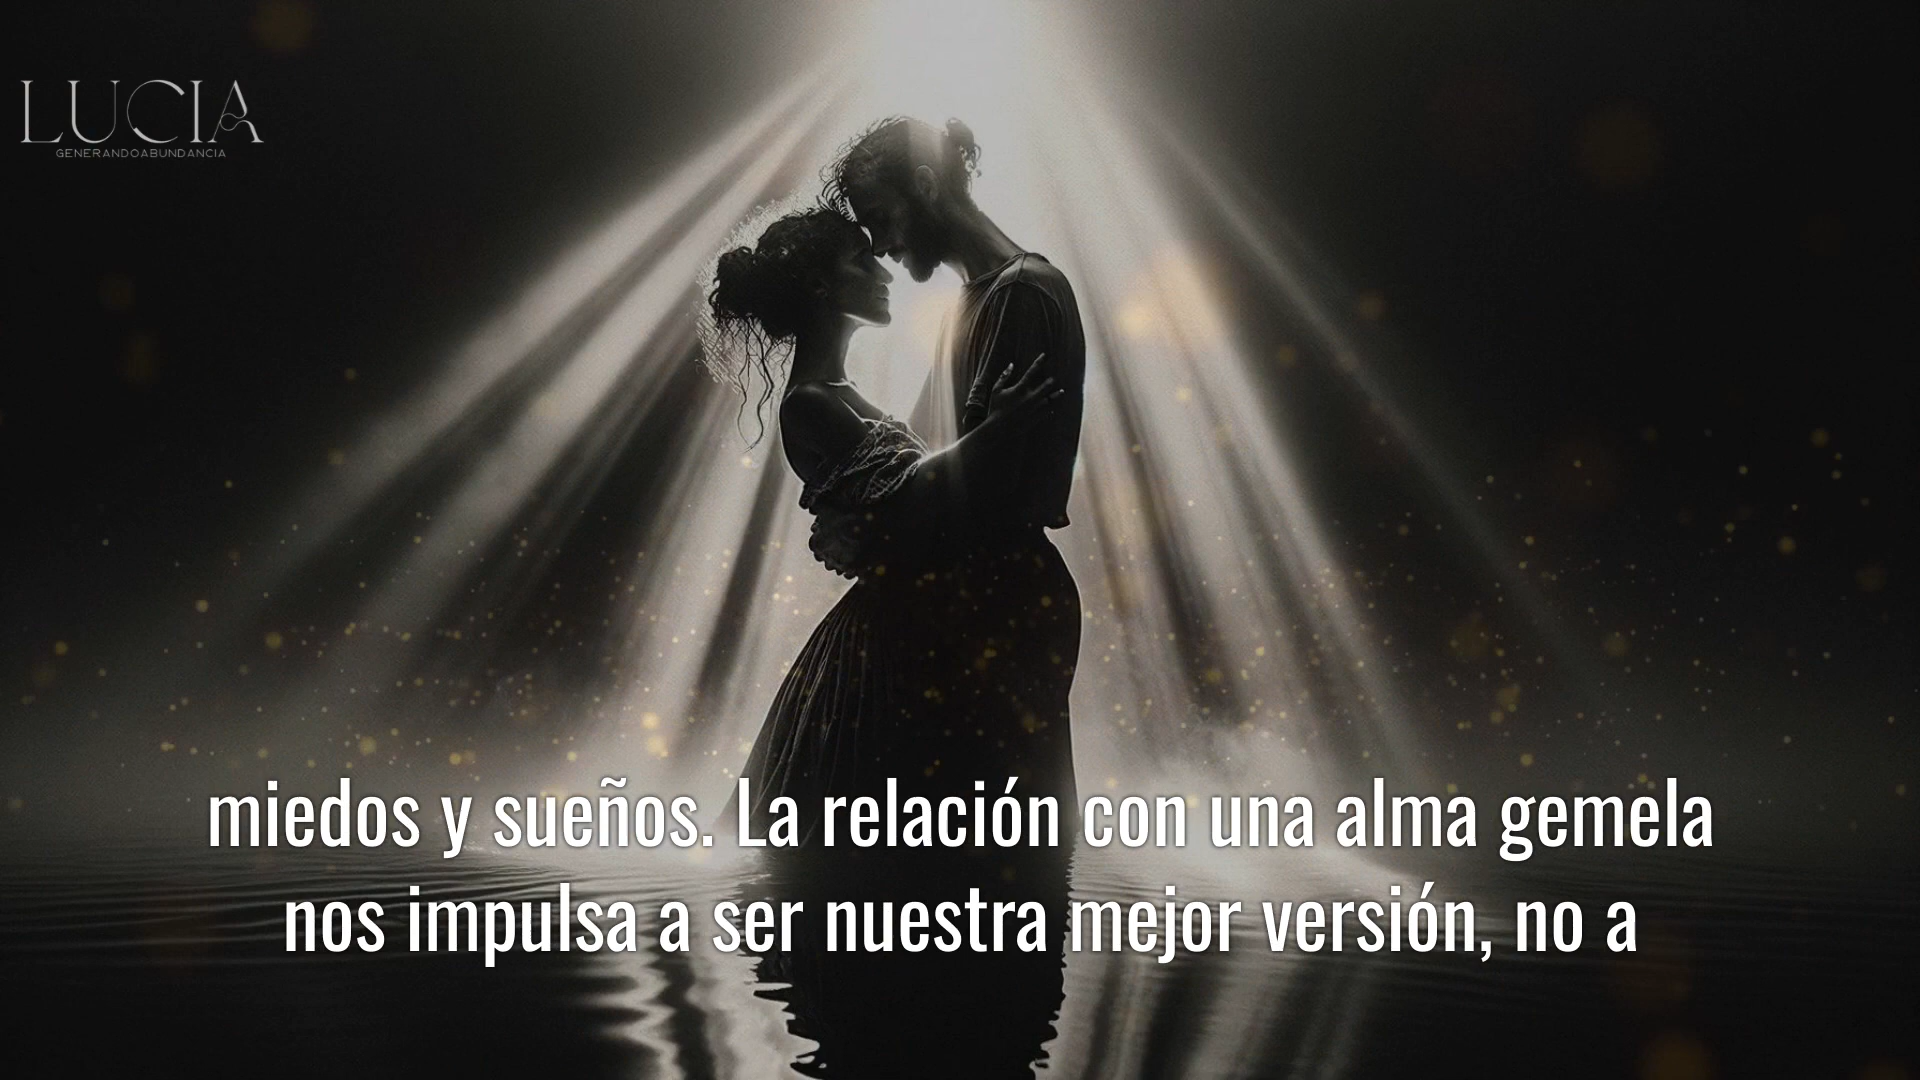 LUCIA
GENERANDOABUNDANCIA
miedos y sueños. La relación con una alma gemela
nos impulsa a ser nuestra mejor versión, no a